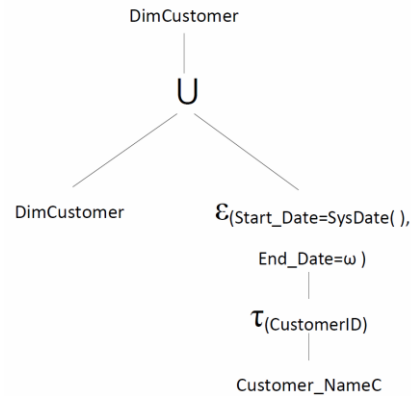 DimCustomer
U
DimCustomer
ε(Start_Date=SysDate( ),
End_Date=ω )
τ(CustomerID)
Customer_NameC